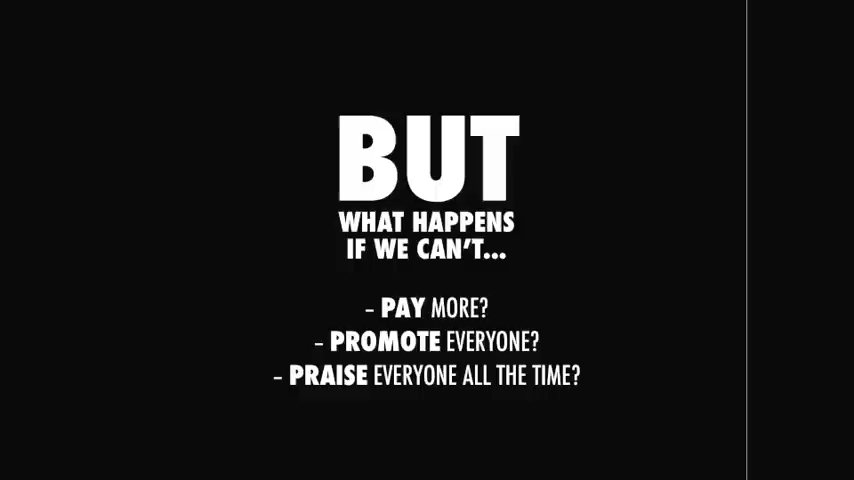 BUT
WHAT HAPPENS
IF WE CAN'T...
– PAY MORE?
– PROMOTE EVERYONE?
– PRAISE EVERYONE ALL THE TIME?